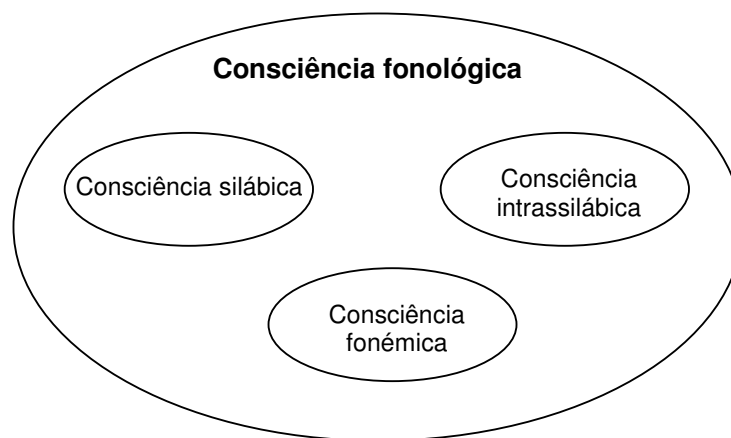 Consciência fonológica
Consciência silábica
Consciência
intrassilábica
Consciência
fonémica